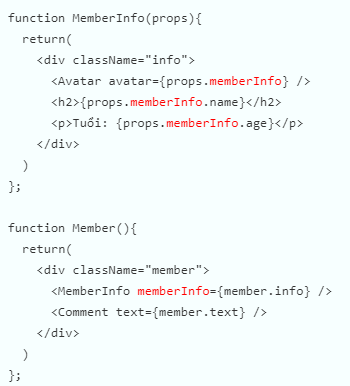 function MemberInfo(props){
  return(
    <div className="info">
      <Avatar avatar={props.memberInfo} />
      <h2>{props.memberInfo.name}</h2>
      <p>Tuổi: {props.memberInfo.age}</p>
    </div>
  )
};

function Member(){
  return(
    <div className="member">
      <MemberInfo memberInfo={member.info} />
      <Comment text={member.text} />
    </div>
  )
};